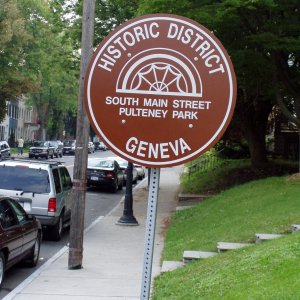 HISTORIC DISTRICT
SOUTH MAIN STREET
PULTENEY PARK
GENEVA